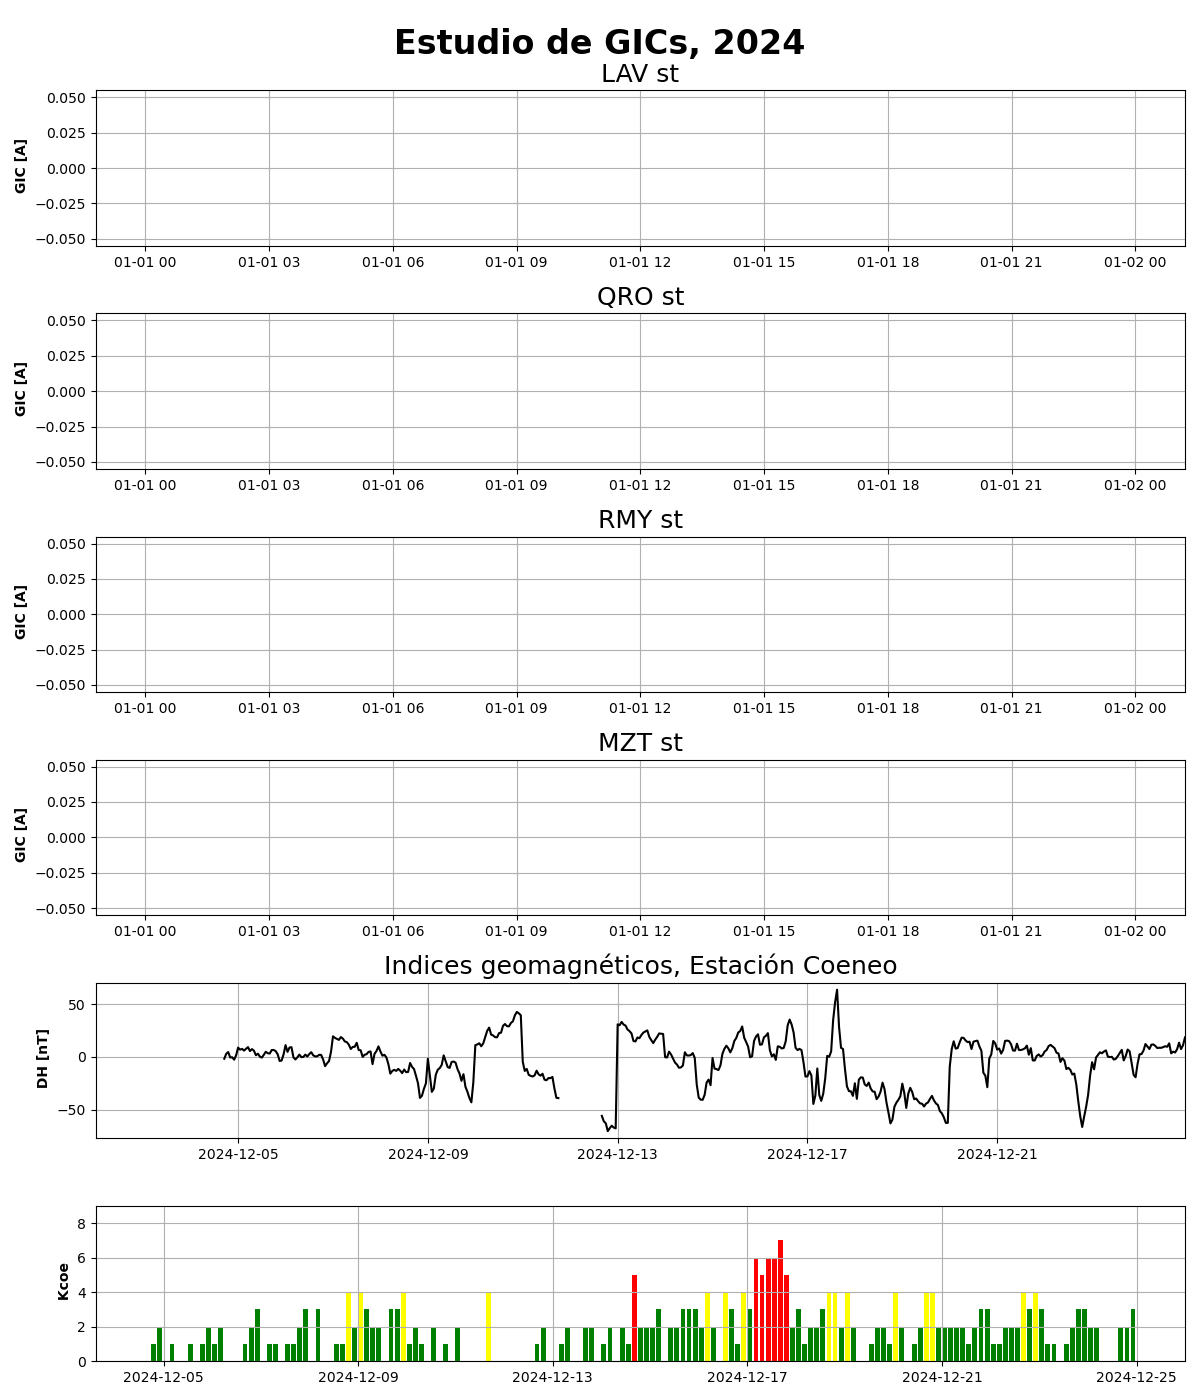 Estudio de GICs, 2024
LAV st
GIC [A]
0.050
0.025
0.000
−0.025
−0.050
01-01 00 01-01 03 01-01 06 01-01 09 01-01 12 01-01 15 01-01 18 01-01 21 01-02 00
QRO st
GIC [A]
0.050
0.025
0.000
−0.025
−0.050
01-01 00 01-01 03 01-01 06 01-01 09 01-01 12 01-01 15 01-01 18 01-01 21 01-02 00
RMY st
GIC [A]
0.050
0.025
0.000
−0.025
−0.050
01-01 00 01-01 03 01-01 06 01-01 09 01-01 12 01-01 15 01-01 18 01-01 21 01-02 00
MZT st
GIC [A]
0.050
0.025
0.000
−0.025
−0.050
01-01 00 01-01 03 01-01 06 01-01 09 01-01 12 01-01 15 01-01 18 01-01 21 01-02 00
Indices geomagnéticos, Estación Coeneo
DH [nT]
50
0
−50
2024-12-05 2024-12-09 2024-12-13 2024-12-17 2024-12-21
Kcoe
8
6
4
2
0
2024-12-05 2024-12-09 2024-12-13 2024-12-17 2024-12-21 2024-12-25